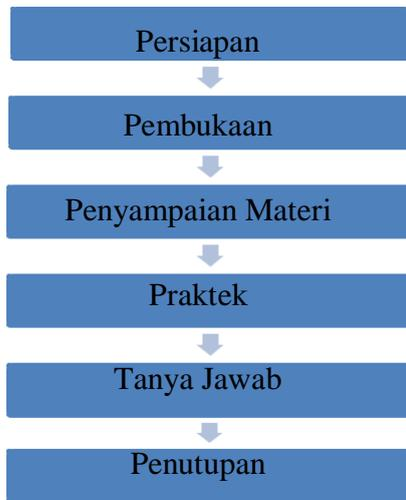 Persiapan
Pembukaan
Penyampaian Materi
Praktek
Tanya Jawab
Penutupan